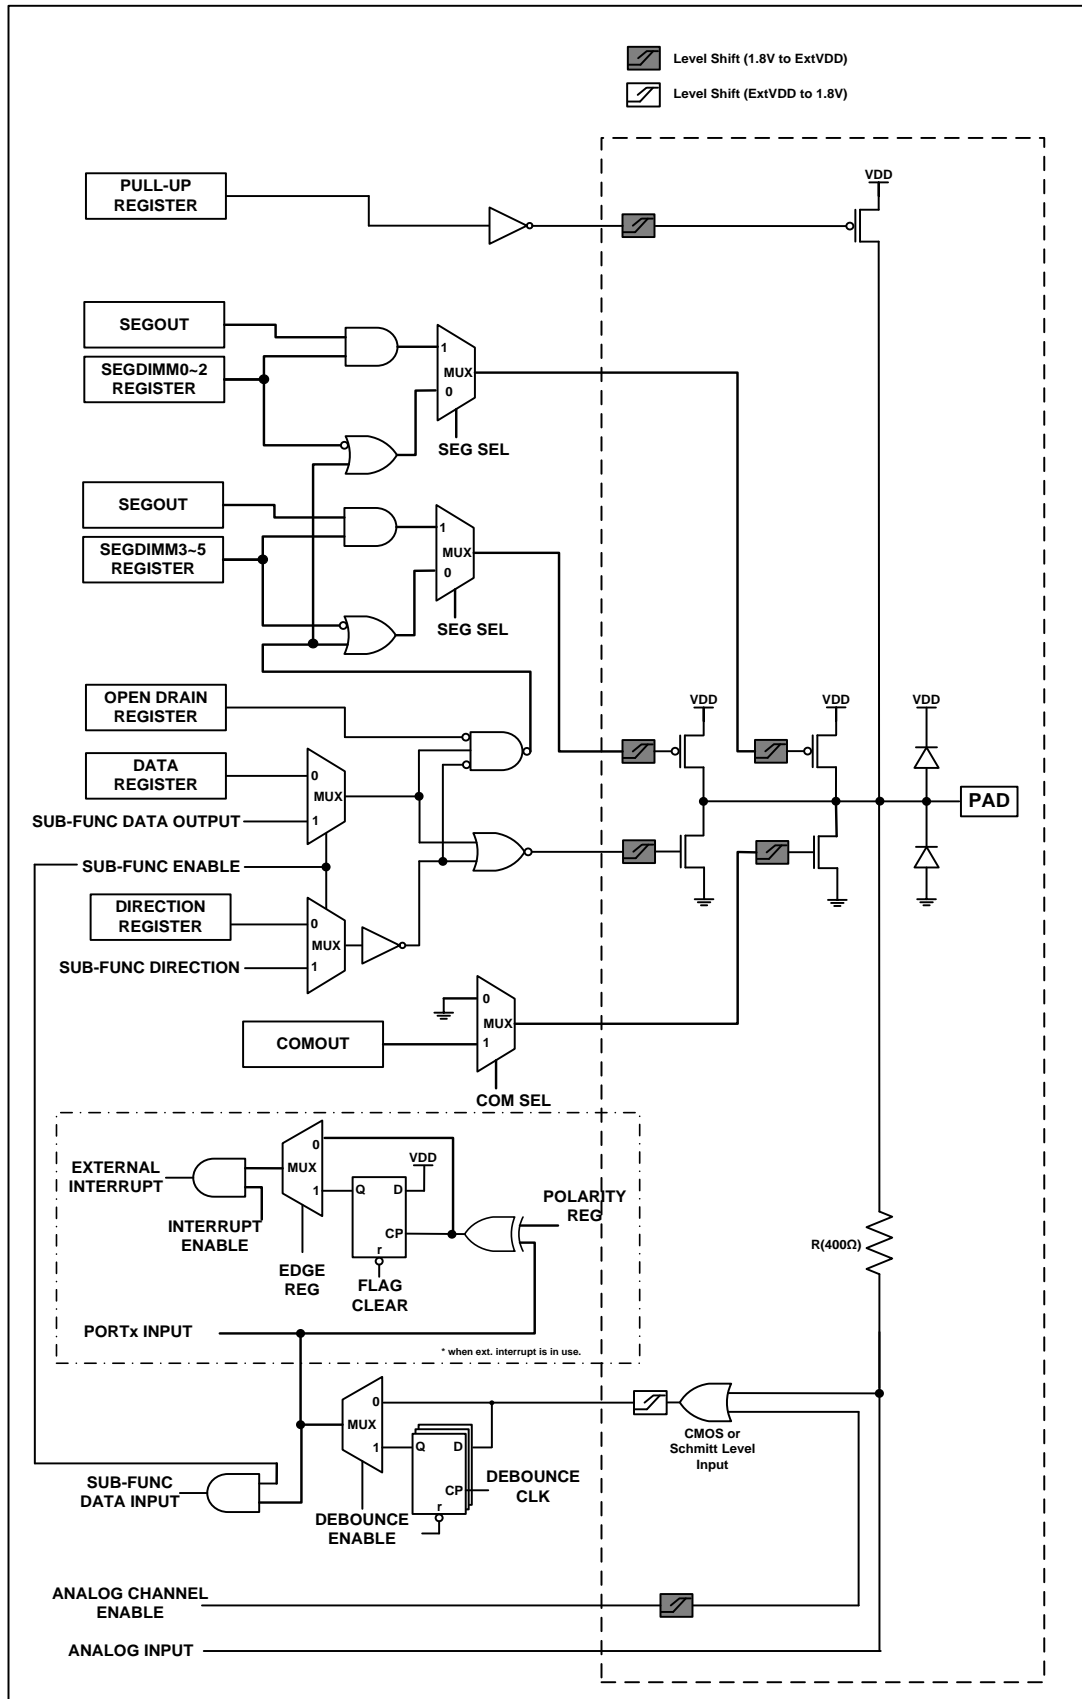 Level Shift (1.8V to ExtVDD)
Level Shift (ExtVDD to 1.8V)
VDD
PULL-UP
REGISTER
SEGOUT
1
MUX
0
SEGDIMM0~2
REGISTER
SEG SEL
SEGOUT
1
MUX
0
SEGDIMM3~5
REGISTER
SEG SEL
OPEN DRAIN
REGISTER
VDD
VDD
VDD
DATA
REGISTER
0
MUX
1
SUB-FUNC DATA OUTPUT
PAD
SUB-FUNC ENABLE
DIRECTION
REGISTER
0
MUX
1
SUB-FUNC DIRECTION
0
MUX
1
COMOUT
COM SEL
EXTERNAL
INTERRUPT
0
MUX
1
VDD
Q
D
CP
r
POLARITY
REG
INTERRUPT
ENABLE
EDGE
REG
FLAG
CLEAR
R(400Ω)
PORTx INPUT
* when ext. interrupt is in use.
0
MUX
1
Q
D
CP
r
CMOS or
Schmitt Level
Input
DEBOUNCE
CLK
SUB-FUNC
DATA INPUT
DEBOUNCE
ENABLE
ANALOG CHANNEL
ENABLE
ANALOG INPUT